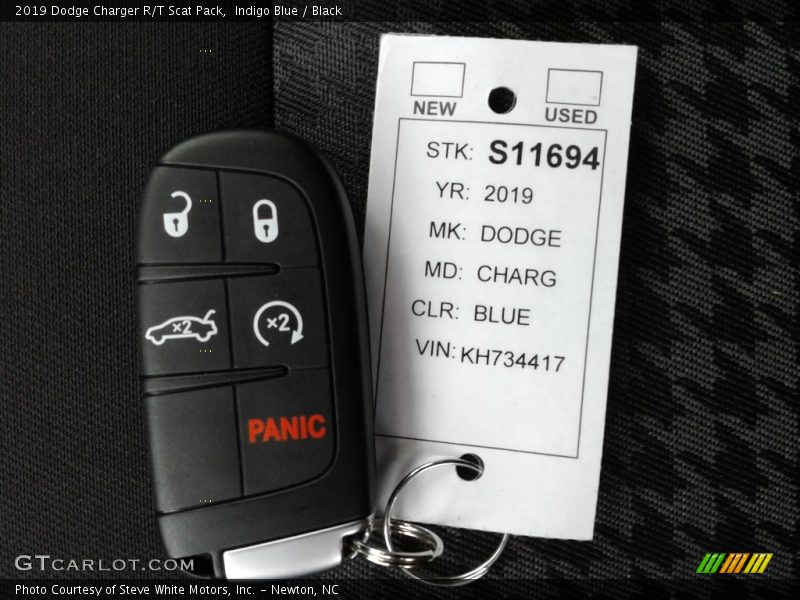 2019 Dodge Charger R/T Scat Pack,  Indigo Blue / Black
NEW
USED
STK: S11694
YR: 2019
MK: DODGE
MD: CHARG
CLR: BLUE
VIN: KH734417
x2
x2
PANIC
GTCARLOT.COM
Photo Courtesy of Steve White Motors, Inc. - Newton, NC